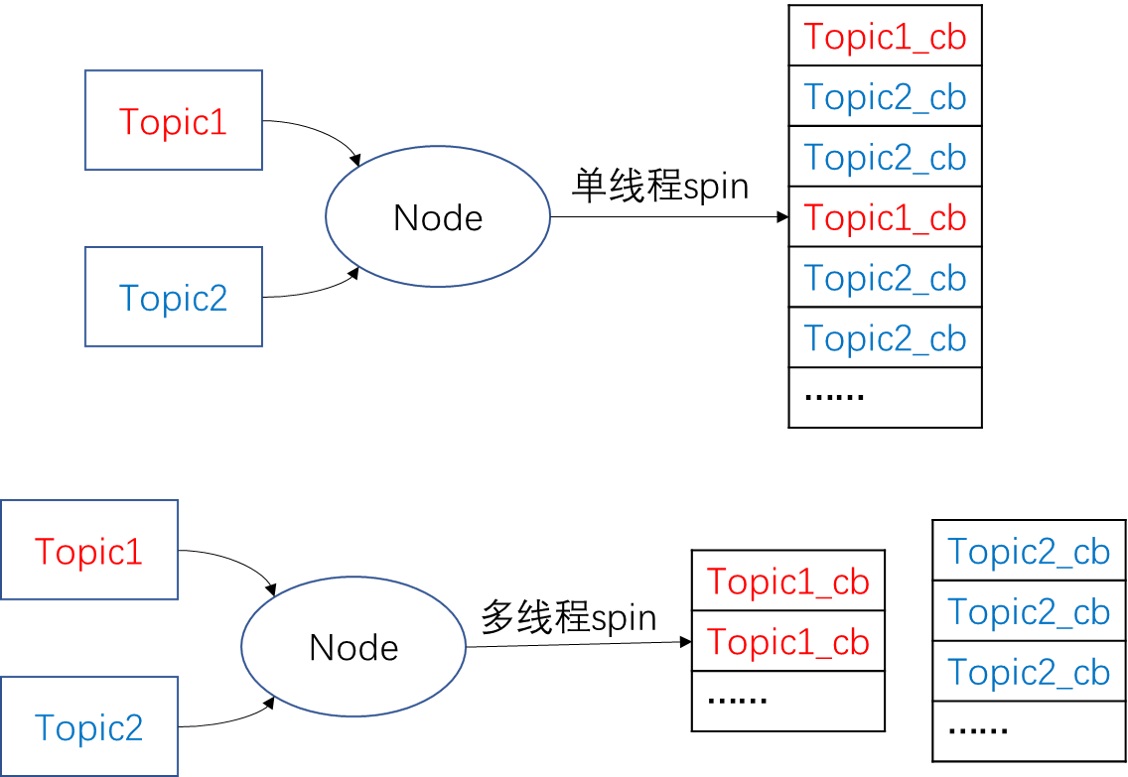 Topic1
Topic2
Node
单线程spin
Topic1_cb
Topic2_cb
Topic2_cb
Topic1_cb
Topic2_cb
Topic2_cb
……
Topic1
Topic2
Node
多线程spin
Topic1_cb
Topic1_cb
……
Topic2_cb
Topic2_cb
Topic2_cb
……